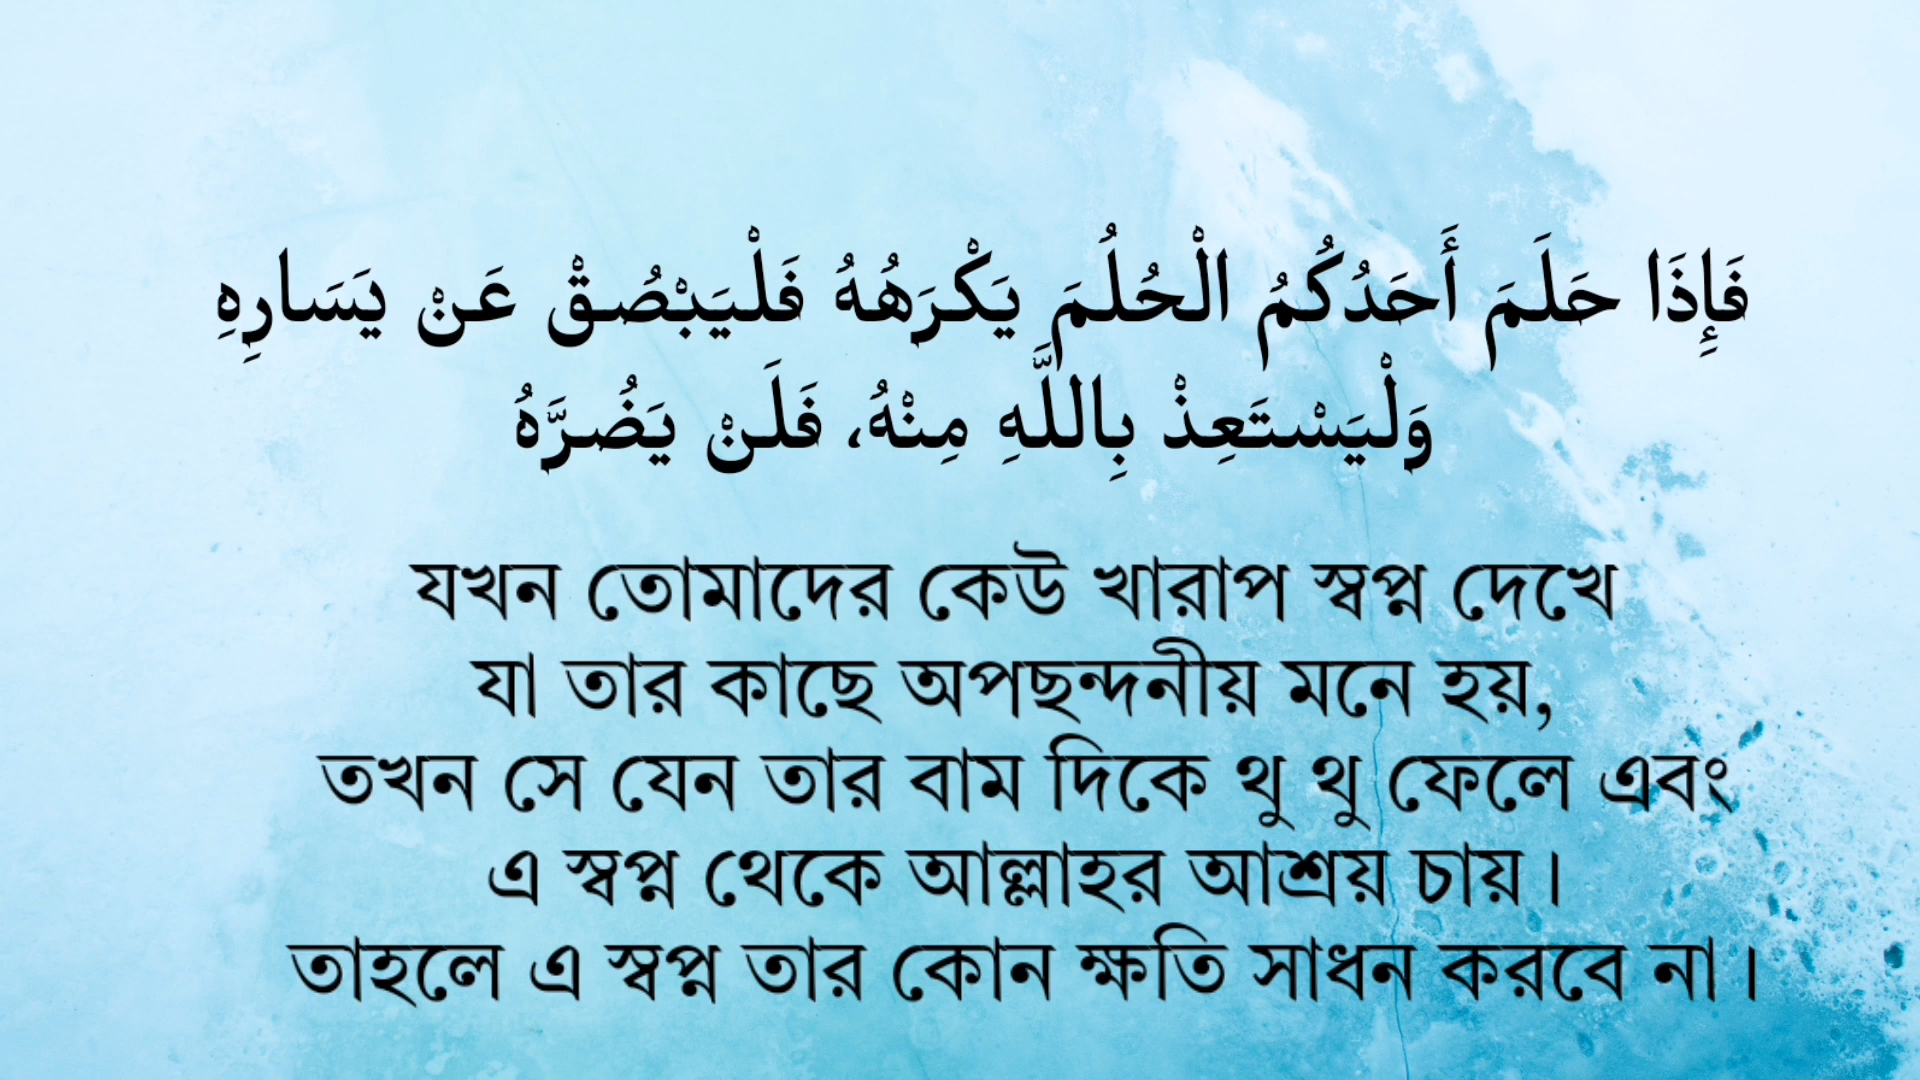 فَإِذَا حَلَمَ أَحَدُكُمُ الْحُلُمَ يَكْرَهُهُ فَلْيَبْصُقْ عَنْ يَسَارِهِ
وَلْيَسْتَعِذْ بِاللَّهِ مِنْهُ، فَلَنْ يَضُرَّهُ
যখন তোমাদের কেউ খারাপ স্বপ্ন দেখে
যা তার কাছে অপছন্দনীয় মনে হয়,
তখন সে যেন তার বাম দিকে থু থু ফেলে এবং
এ স্বপ্ন থেকে আল্লাহর আশ্রয় চায়।
তাহলে এ স্বপ্ন তার কোন ক্ষতি সাধন করবে না।